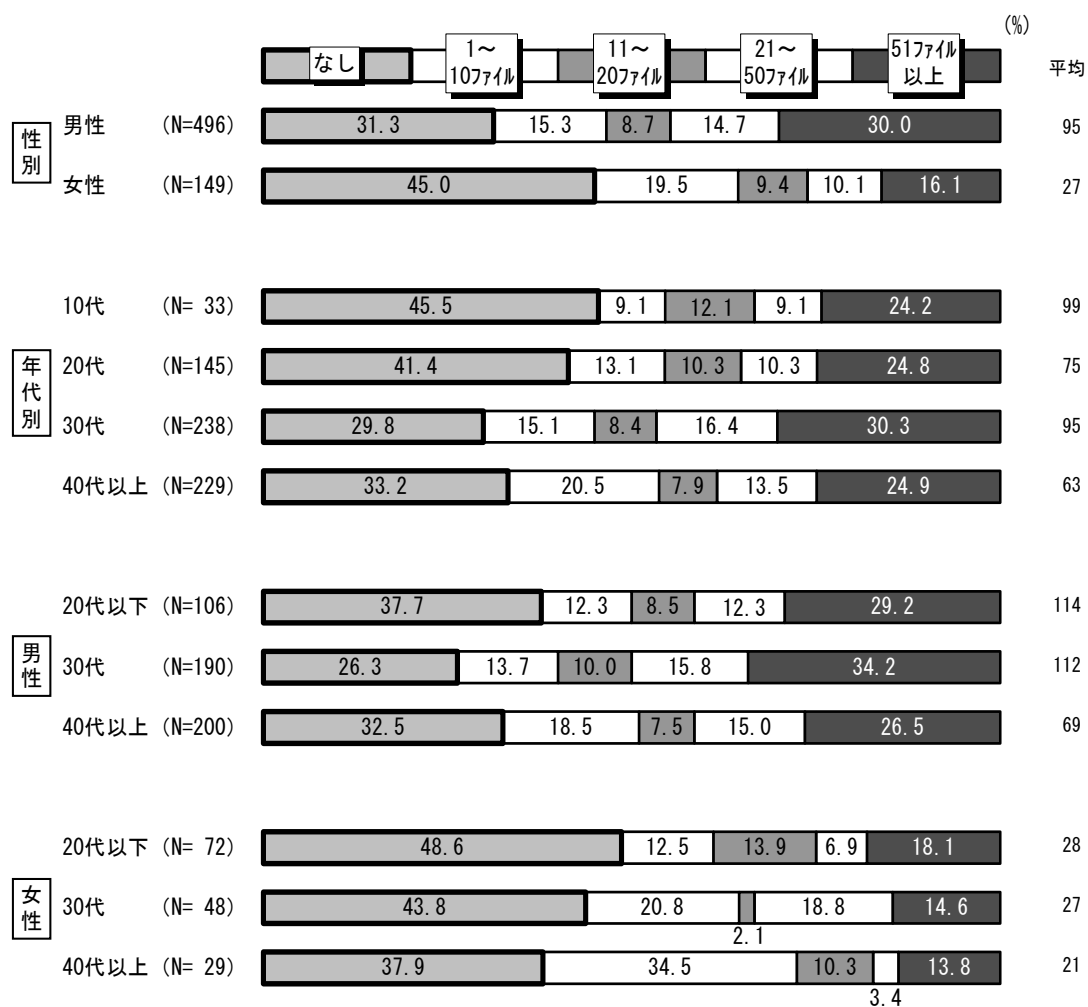 (%)
なし 1～10ファイル 11～20ファイル 21～50ファイル 51ファイル以上 平均
性別
男性 (N=496) 31.3 15.3 8.7 14.7 30.0 95
女性 (N=149) 45.0 19.5 9.4 10.1 16.1 27
年代別
10代 (N= 33) 45.5 9.1 12.1 9.1 24.2 99
20代 (N=145) 41.4 13.1 10.3 10.3 24.8 75
30代 (N=238) 29.8 15.1 8.4 16.4 30.3 95
40代以上 (N=229) 33.2 20.5 7.9 13.5 24.9 63
男性
20代以下 (N=106) 37.7 12.3 8.5 12.3 29.2 114
30代 (N=190) 26.3 13.7 10.0 15.8 34.2 112
40代以上 (N=200) 32.5 18.5 7.5 15.0 26.5 69
女性
20代以下 (N= 72) 48.6 12.5 13.9 6.9 18.1 28
30代 (N= 48) 43.8 20.8 2.1 18.8 14.6 27
40代以上 (N= 29) 37.9 34.5 10.3 3.4 13.8 21